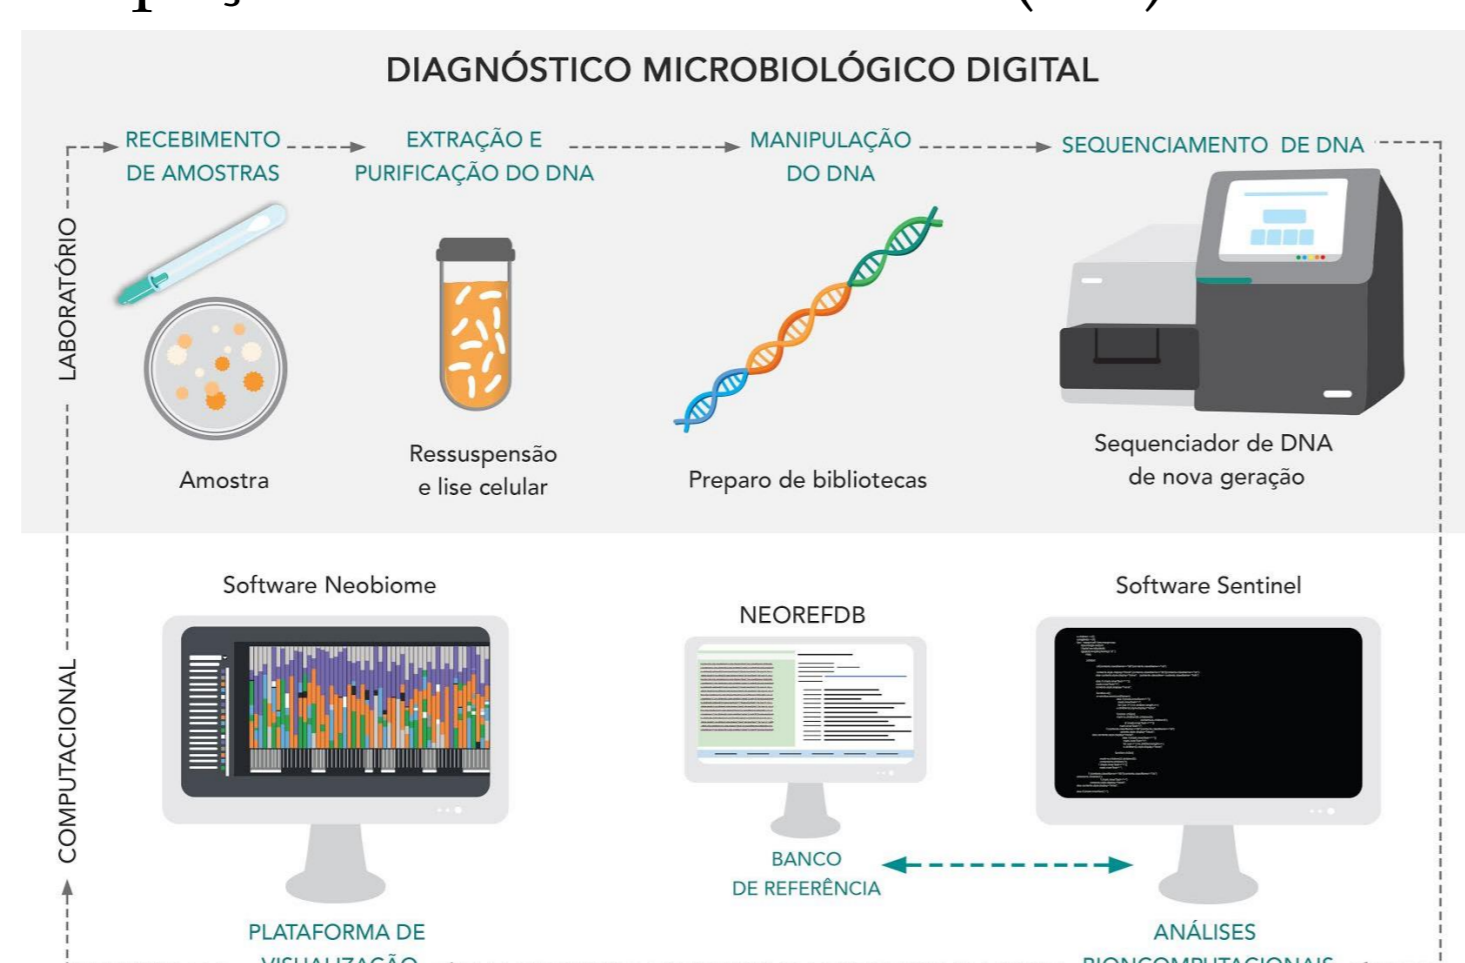 DIAGNÓSTICO MICROBIOLÓGICO DIGITAL
RECEBIMENTO
DE AMOSTRAS
EXTRAÇÃO E
PURIFICAÇÃO DO DNA
MANIPULAÇÃO
DO DNA
SEQUENCIAMENTO DE DNA
LABORATÓRIO
Amostra
Ressuspensão
e lise celular
Preparo de bibliotecas
Sequenciador de DNA
de nova geração
COMPUTACIONAL
Software Neobiome
NEOREFDB
Software Sentinel
BANCO
DE REFERÊNCIA
PLATAFORMA DE
VISUALIZAÇÃO
ANÁLISES
BIONCOMPUTACIONAIS